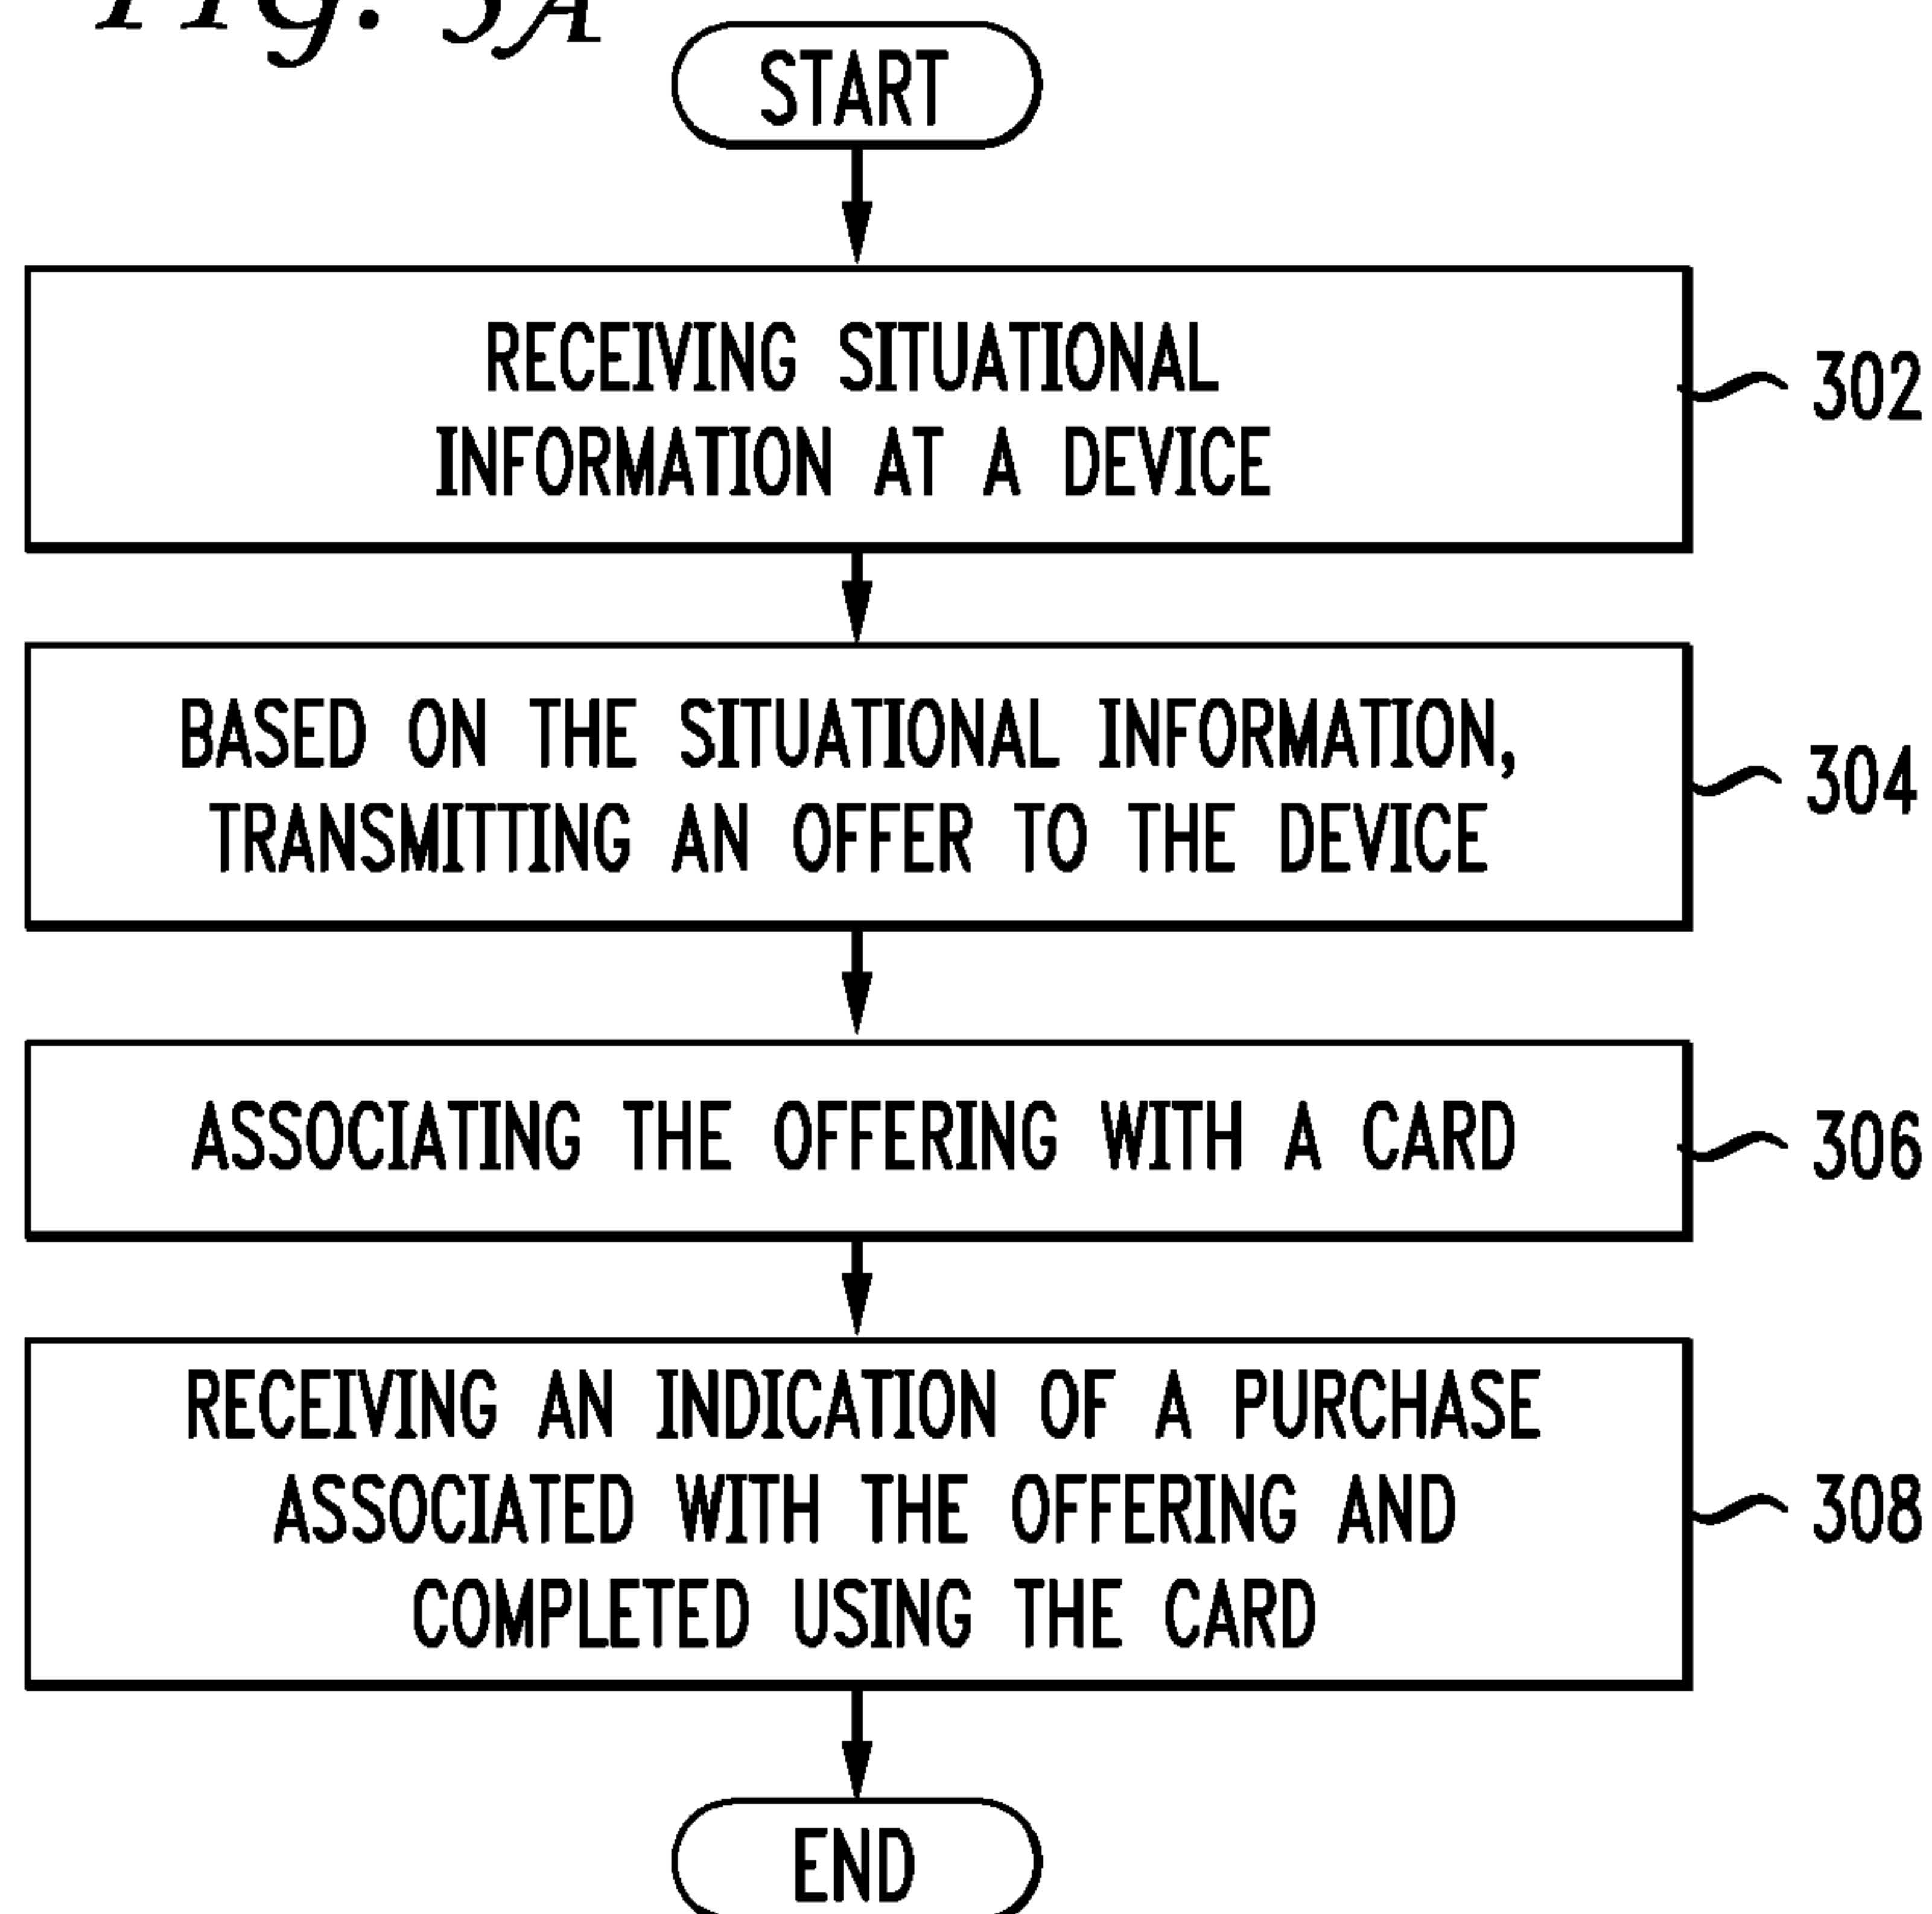 FIG. 3A
START
RECEIVING SITUATIONAL
INFORMATION AT A DEVICE
302
BASED ON THE SITUATIONAL INFORMATION,
TRANSMITTING AN OFFER TO THE DEVICE
304
ASSOCIATING THE OFFERING WITH A CARD
306
RECEIVING AN INDICATION OF A PURCHASE
ASSOCIATED WITH THE OFFERING AND
COMPLETED USING THE CARD
308
END